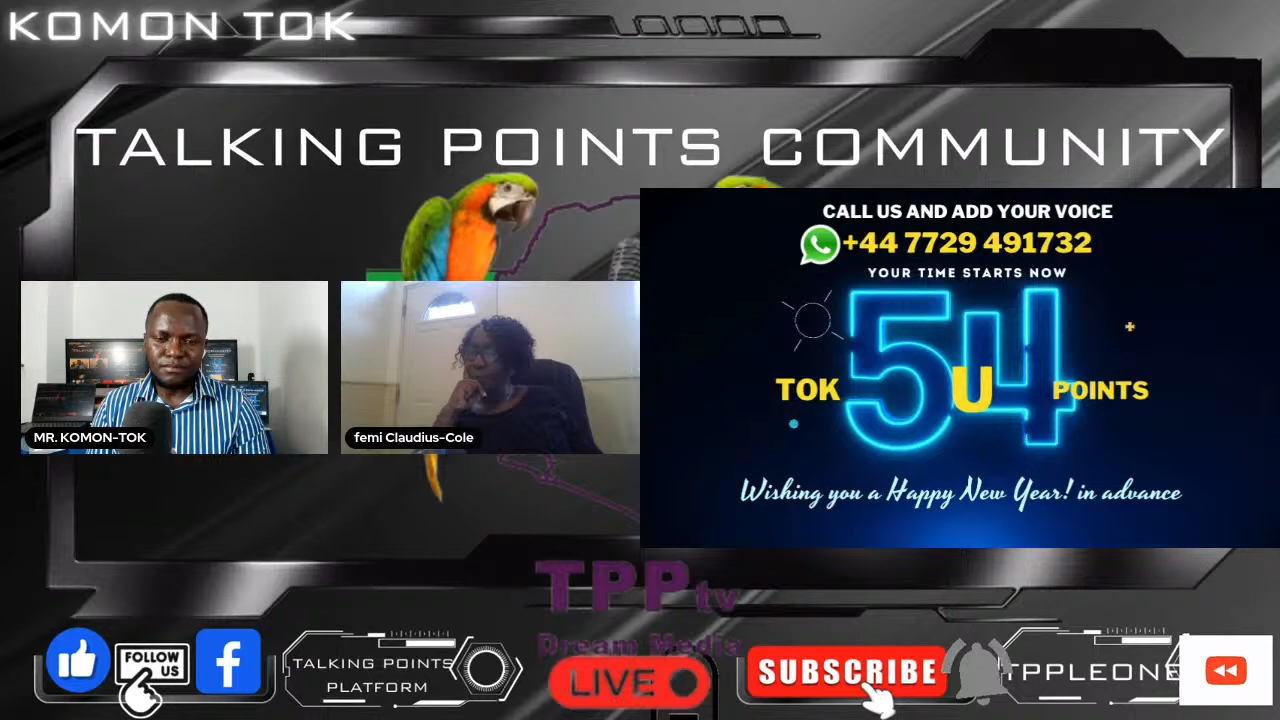 KOMON TOK
TALKING POINTS COMMUNITY
CALL US AND ADD YOUR VOICE
+44 7729 491732
YOUR TIME STARTS NOW
54
TOK U POINTS
Wishing you a Happy New Year! in advance
MR. KOMON-TOK
femi Claudius-Cole
TPPtv
Dream Media
FOLLOW
US
TALKING POINTS
PLATFORM
LIVE
SUBSCRIBE
TPPLEONE